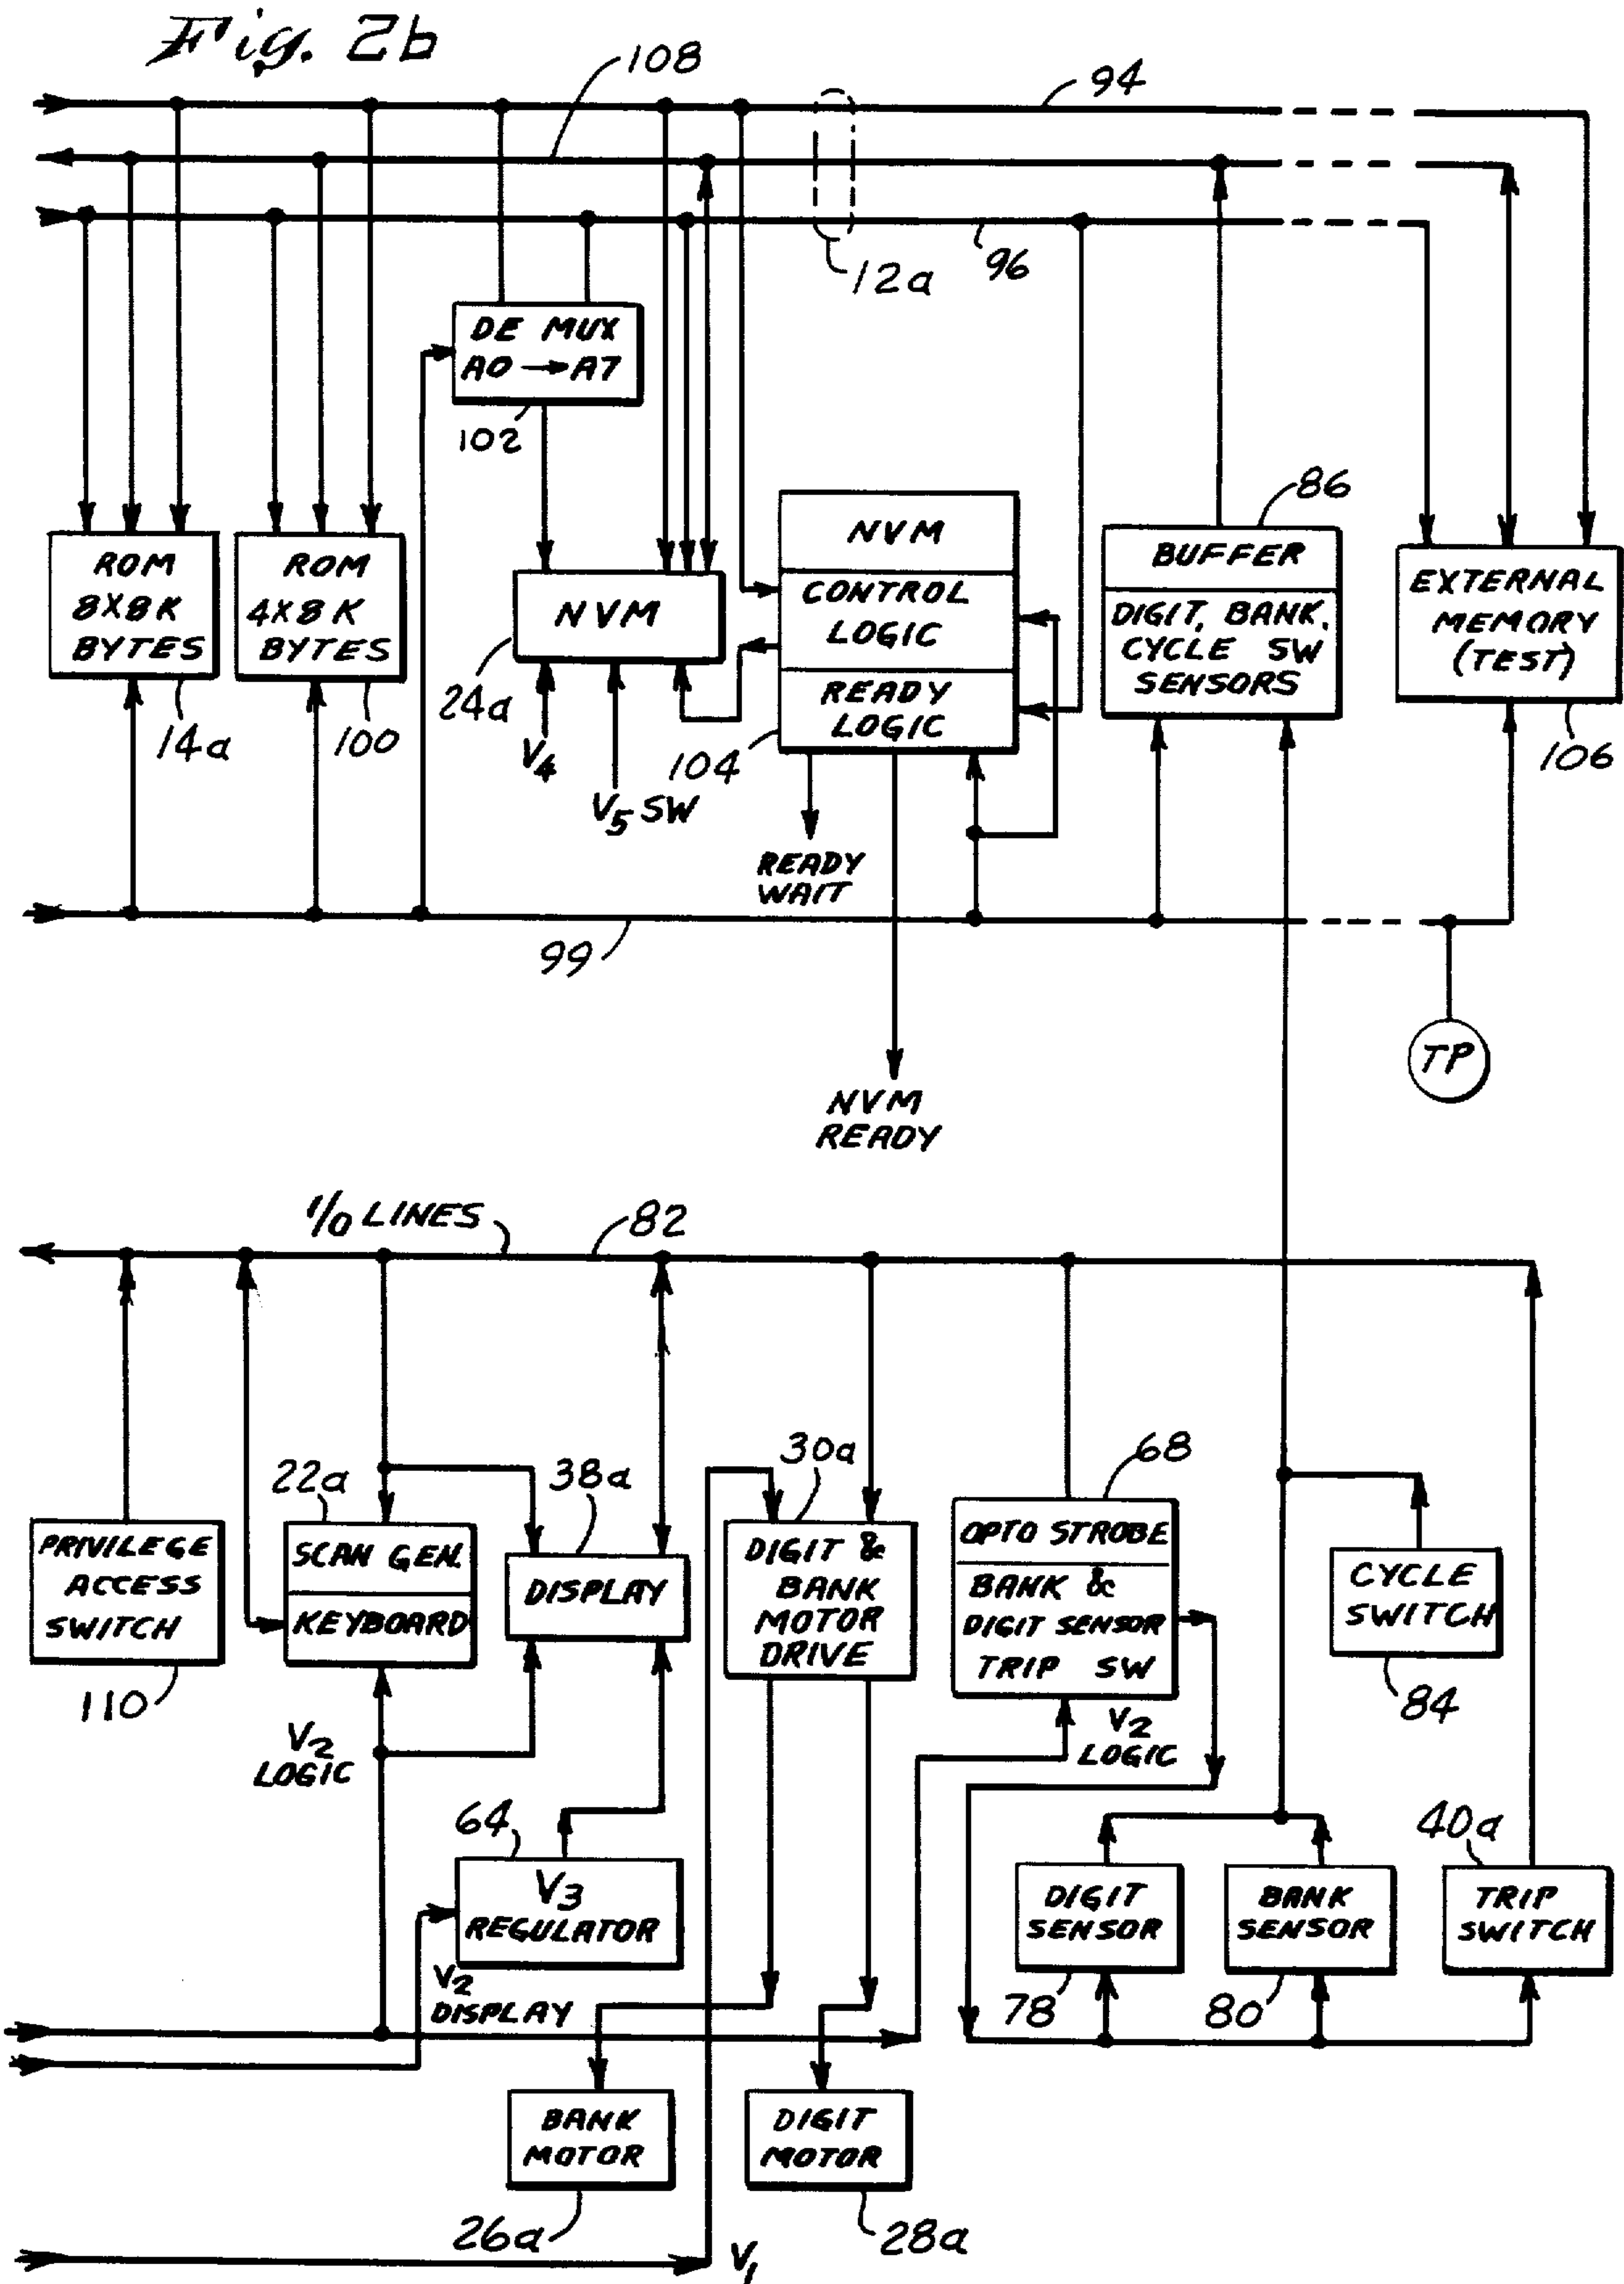 Fig. 2b
108
94
12a
96
DE MUX
A0 → A7
102
86
NVM
CONTROL
LOGIC
READY
LOGIC
BUFFER
DIGIT, BANK,
CYCLE SW
SENSORS
ROM
8X8K
BYTES
ROM
4X8K
BYTES
NVM
EXTERNAL
MEMORY
(TEST)
14a
100
24a
V4
V5 SW
104
106
READY
WAIT
99
TP
NVM
READY
I/O LINES
82
22a
38a
30a
68
PRIVILEGE
ACCESS
SWITCH
SCAN GEN.
KEYBOARD
DISPLAY
DIGIT &
BANK
MOTOR
DRIVE
OPTO STROBE
BANK &
DIGIT SENSOR
TRIP SW
CYCLE
SWITCH
110
84
V2
LOGIC
V2
LOGIC
64
40a
V3
REGULATOR
DIGIT
SENSOR
BANK
SENSOR
TRIP
SWITCH
V2
DISPLAY
78
80
BANK
MOTOR
DIGIT
MOTOR
26a
28a
V1